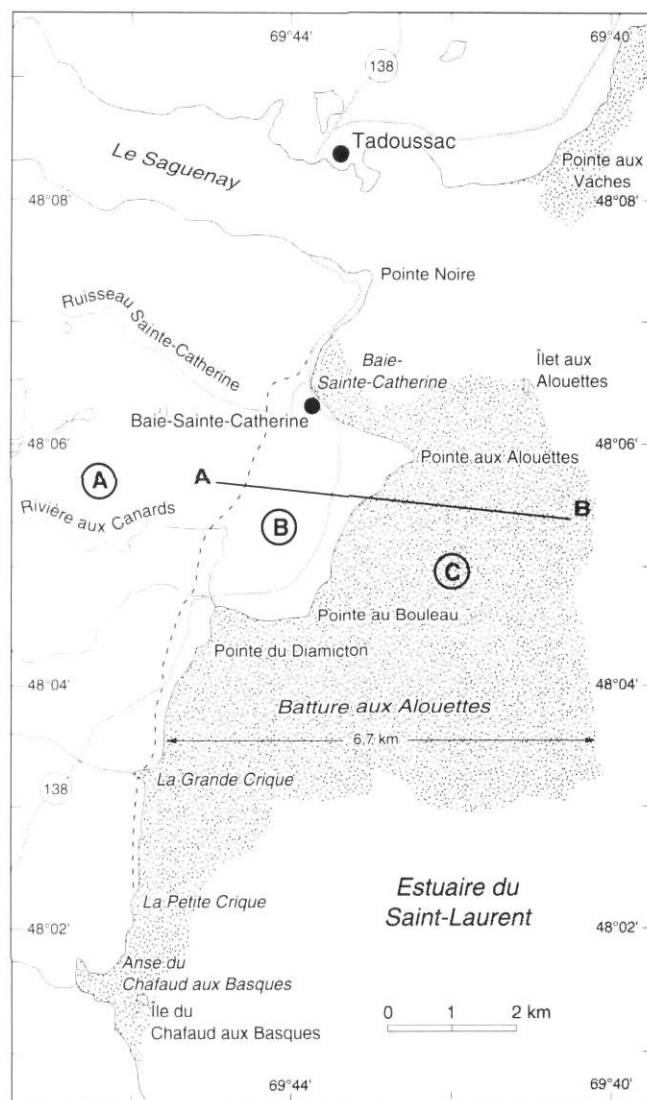 69°44'
69°40'
138
Tadoussac
Le Saguenay
Pointe aux
Vaches
48°08'
48°08'
Pointe Noire
Ruisseau
Sainte-Catherine
Baie-
Sainte-Catherine
Îlet aux
Alouettes
Baie-Sainte-Catherine
48°06'
48°06'
Pointe aux Alouettes
A
A
B
Rivière aux Canards
B
C
Pointe au Bouleau
Pointe du Diamicton
48°04'
48°04'
Batture aux Alouettes
6.7 km
La Grande Crique
138
Estuaire du
Saint-Laurent
La Petite Crique
48°02'
48°02'
Anse du
Chafaud aux Basques
Île du
Chafaud aux Basques
0 1 2 km
69°44'
69°40'